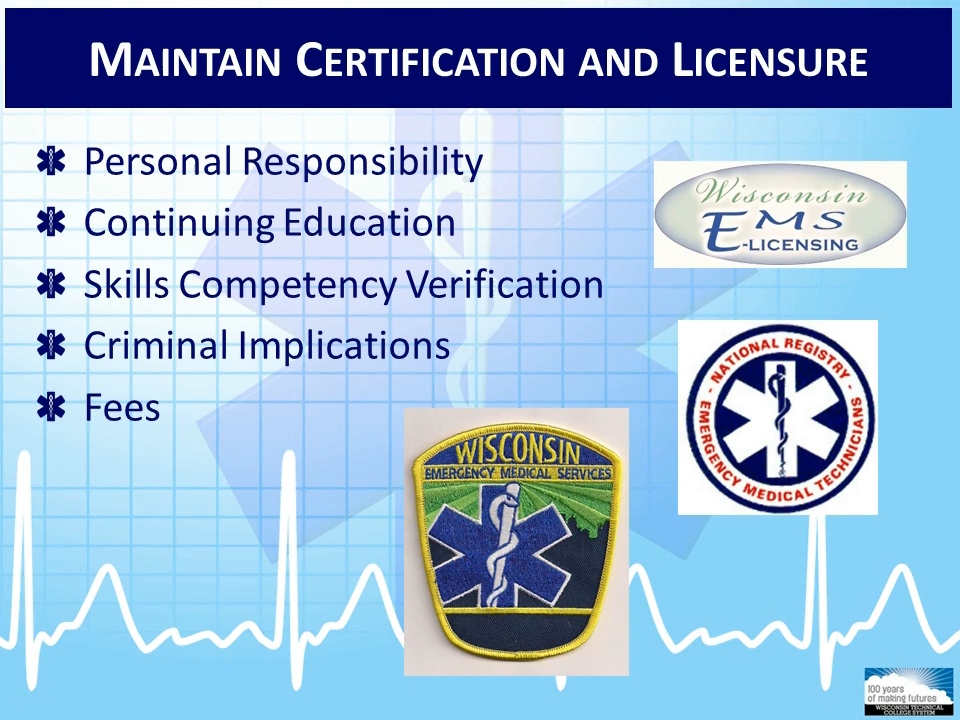 MAINTAIN CERTIFICATION AND LICENSURE
Personal Responsibility
Continuing Education
Skills Competency Verification
Criminal Implications
Fees
Wisconsin
EMS
E-LICENSING
- NATIONAL REGISTRY -
EMERGENCY MEDICAL TECHNICIANS
WISCONSIN
EMERGENCY MEDICAL SERVICES
100 years
of making futures
WISCONSIN TECHNICAL
COLLEGE SYSTEM